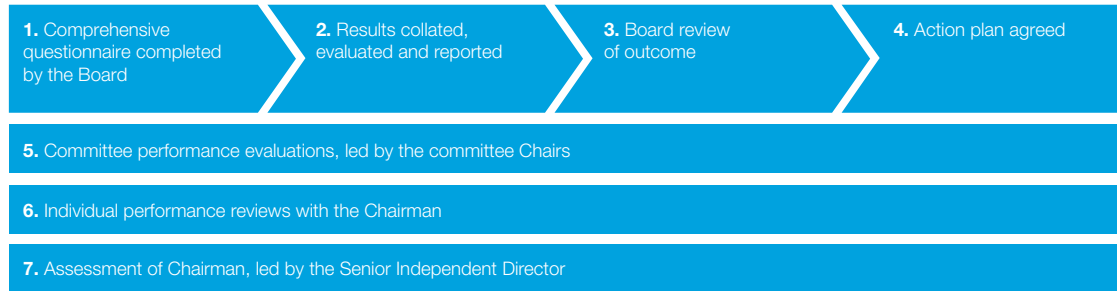 1. Comprehensive
questionnaire completed
by the Board
2. Results collated,
evaluated and reported
3. Board review
of outcome
4. Action plan agreed
5. Committee performance evaluations, led by the committee Chairs
6. Individual performance reviews with the Chairman
7. Assessment of Chairman, led by the Senior Independent Director